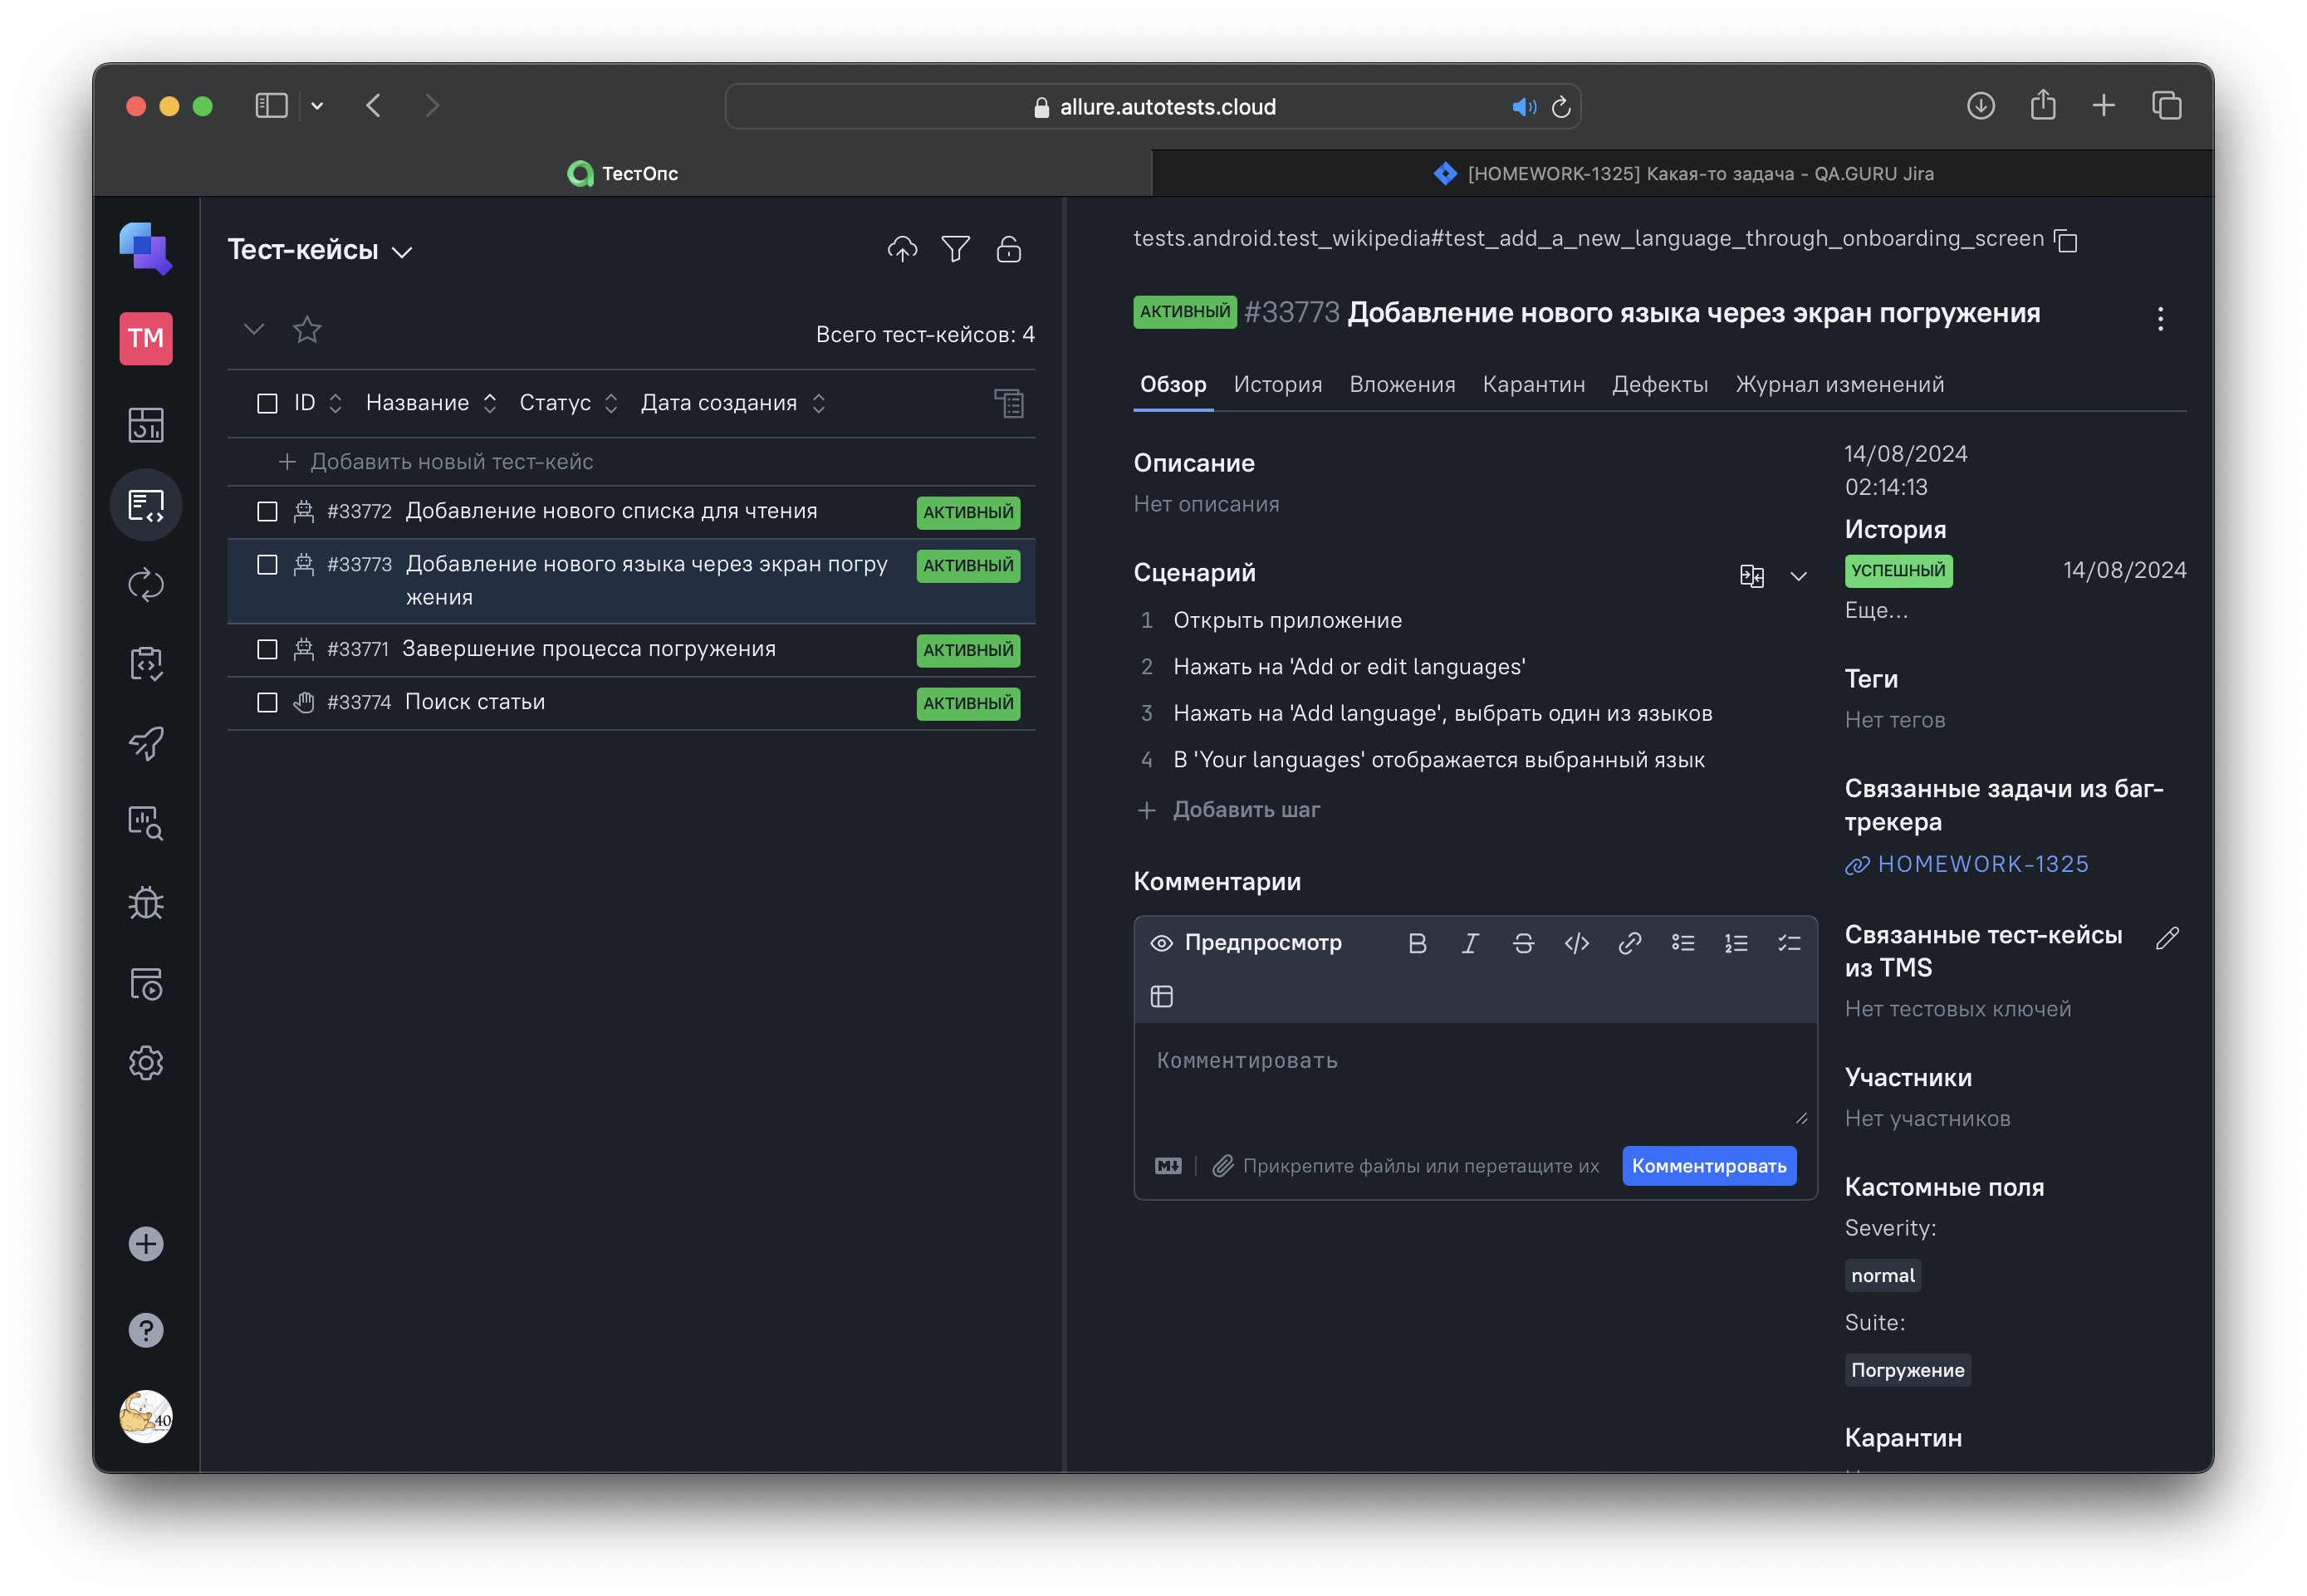 allure.autotests.cloud
ТестОпс
[HOMEWORK-1325] Какая-то задача - QA.GURU Jira
TM
Тест-кейсы
Всего тест-кейсов: 4
ID Название Статус Дата создания
Добавить новый тест-кейс
#33772 Добавление нового списка для чтения АКТИВНЫЙ
#33773 Добавление нового языка через экран погру
жения
АКТИВНЫЙ
#33771 Завершение процесса погружения АКТИВНЫЙ
#33774 Поиск статьи АКТИВНЫЙ
40
tests.android.test_wikipedia#test_add_a_new_language_through_onboarding_screen
АКТИВНЫЙ #33773 Добавление нового языка через экран погружения
Обзор История Вложения Карантин Дефекты Журнал изменений
Описание
Нет описания
Сценарий
1 Открыть приложение
2 Нажать на 'Add or edit languages'
3 Нажать на 'Add language', выбрать один из языков
4 В 'Your languages' отображается выбранный язык
Добавить шаг
Комментарии
Предпросмотр
Комментировать
Прикрепите файлы или перетащите их
Комментировать
14/08/2024
02:14:13
История
УСПЕШНЫЙ 14/08/2024
Еще...
Теги
Нет тегов
Связанные задачи из баг-
трекера
HOMEWORK-1325
Связанные тест-кейсы
из TMS
Нет тестовых ключей
Участники
Нет участников
Кастомные поля
Severity:
normal
Suite:
Погружение
Карантин